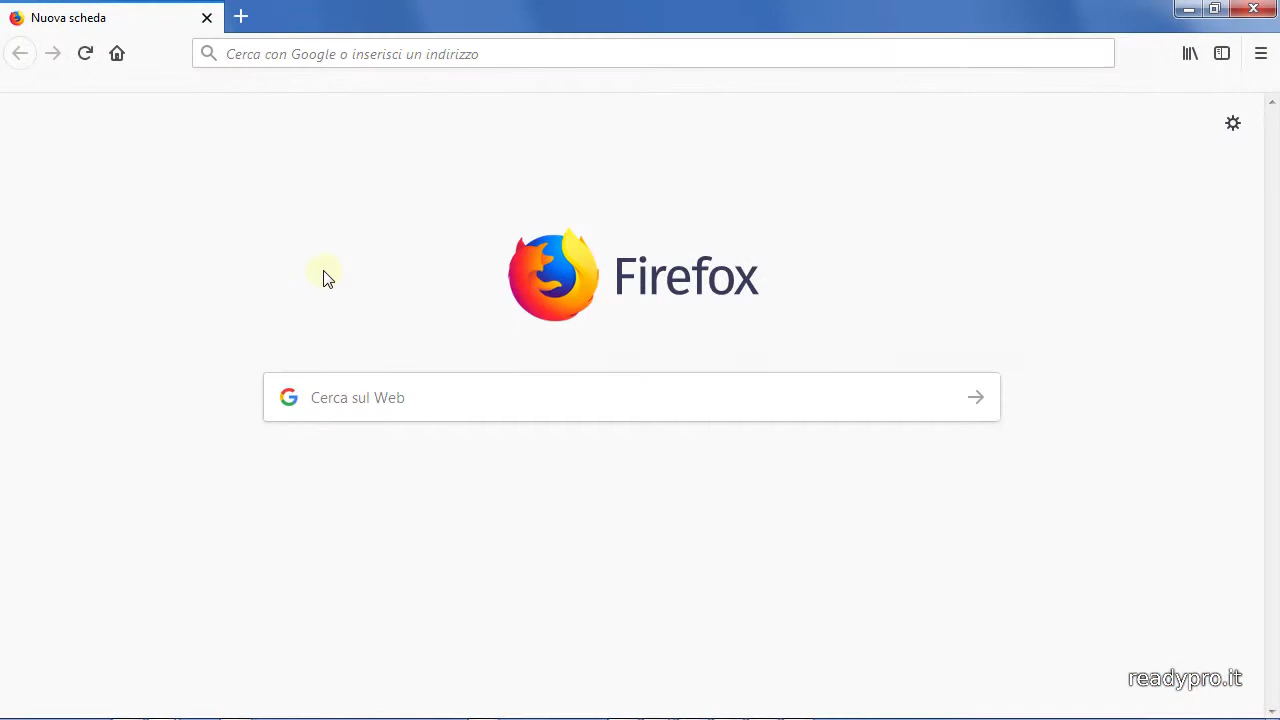 Nuova scheda
Cerca con Google o inserisci un indirizzo
Firefox
Cerca sul Web
readypro.it